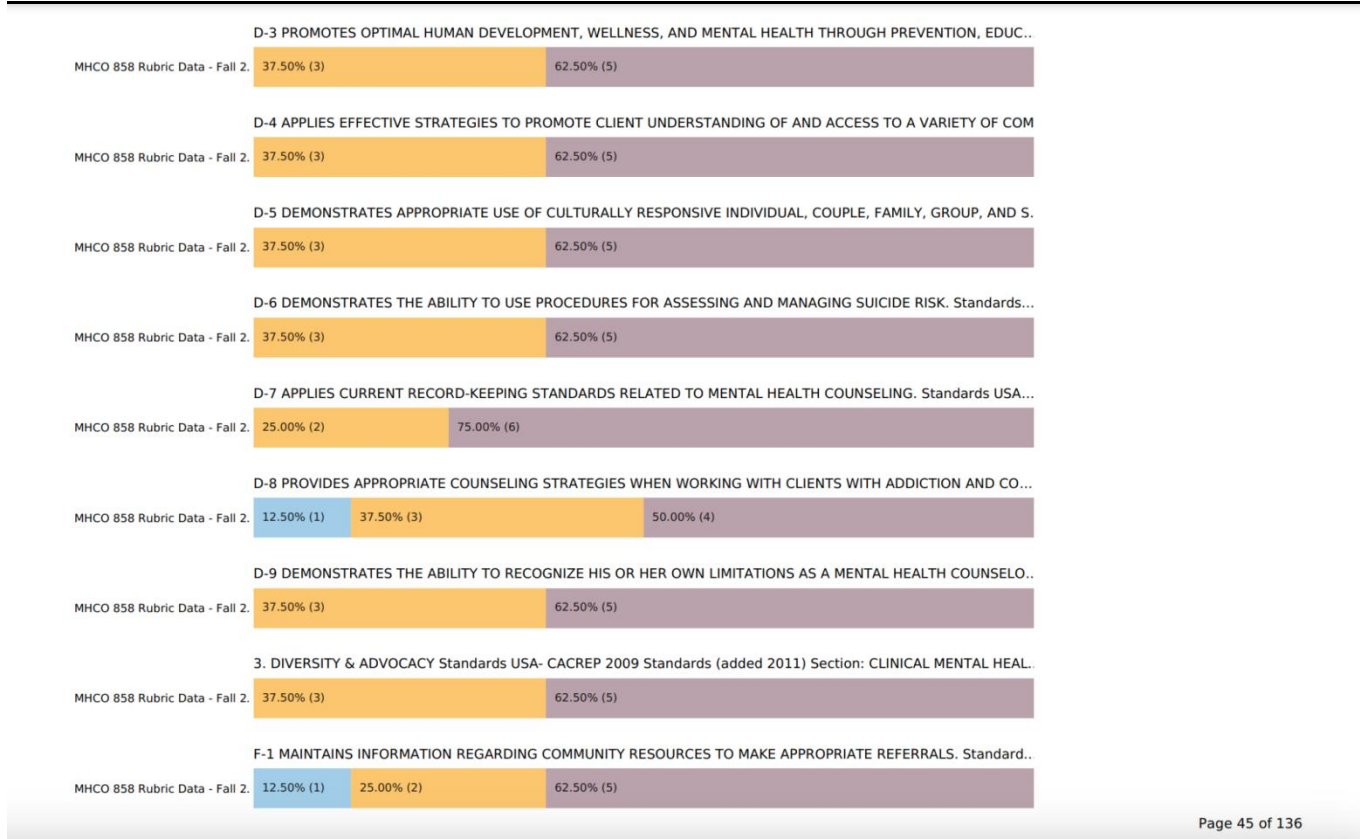 D-3 PROMOTES OPTIMAL HUMAN DEVELOPMENT, WELLNESS, AND MENTAL HEALTH THROUGH PREVENTION, EDUC...
MHCO 858 Rubric Data - Fall 2. 37.50% (3) 62.50% (5)
D-4 APPLIES EFFECTIVE STRATEGIES TO PROMOTE CLIENT UNDERSTANDING OF AND ACCESS TO A VARIETY OF COM
MHCO 858 Rubric Data - Fall 2. 37.50% (3) 62.50% (5)
D-5 DEMONSTRATES APPROPRIATE USE OF CULTURALLY RESPONSIVE INDIVIDUAL, COUPLE, FAMILY, GROUP, AND S.
MHCO 858 Rubric Data - Fall 2. 37.50% (3) 62.50% (5)
D-6 DEMONSTRATES THE ABILITY TO USE PROCEDURES FOR ASSESSING AND MANAGING SUICIDE RISK. Standards...
MHCO 858 Rubric Data - Fall 2. 37.50% (3) 62.50% (5)
D-7 APPLIES CURRENT RECORD-KEEPING STANDARDS RELATED TO MENTAL HEALTH COUNSELING. Standards USA...
MHCO 858 Rubric Data - Fall 2. 25.00% (2) 75.00% (6)
D-8 PROVIDES APPROPRIATE COUNSELING STRATEGIES WHEN WORKING WITH CLIENTS WITH ADDICTION AND CO...
MHCO 858 Rubric Data - Fall 2. 12.50% (1) 37.50% (3) 50.00% (4)
D-9 DEMONSTRATES THE ABILITY TO RECOGNIZE HIS OR HER OWN LIMITATIONS AS A MENTAL HEALTH COUNSELO..
MHCO 858 Rubric Data - Fall 2. 37.50% (3) 62.50% (5)
3. DIVERSITY & ADVOCACY Standards USA- CACREP 2009 Standards (added 2011) Section: CLINICAL MENTAL HEAL.
MHCO 858 Rubric Data - Fall 2. 37.50% (3) 62.50% (5)
F-1 MAINTAINS INFORMATION REGARDING COMMUNITY RESOURCES TO MAKE APPROPRIATE REFERRALS. Standard..
MHCO 858 Rubric Data - Fall 2. 12.50% (1) 25.00% (2) 62.50% (5)
Page 45 of 136